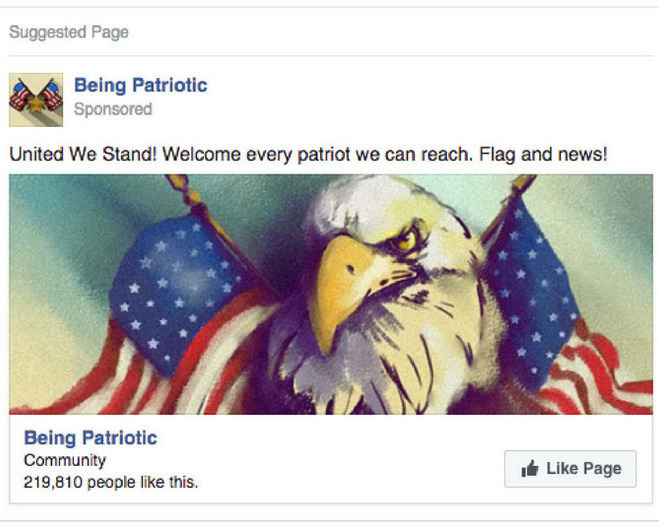 Suggested Page
Being Patriotic
Sponsored
United We Stand! Welcome every patriot we can reach. Flag and news!
Being Patriotic
Community
219,810 people like this.
Like Page